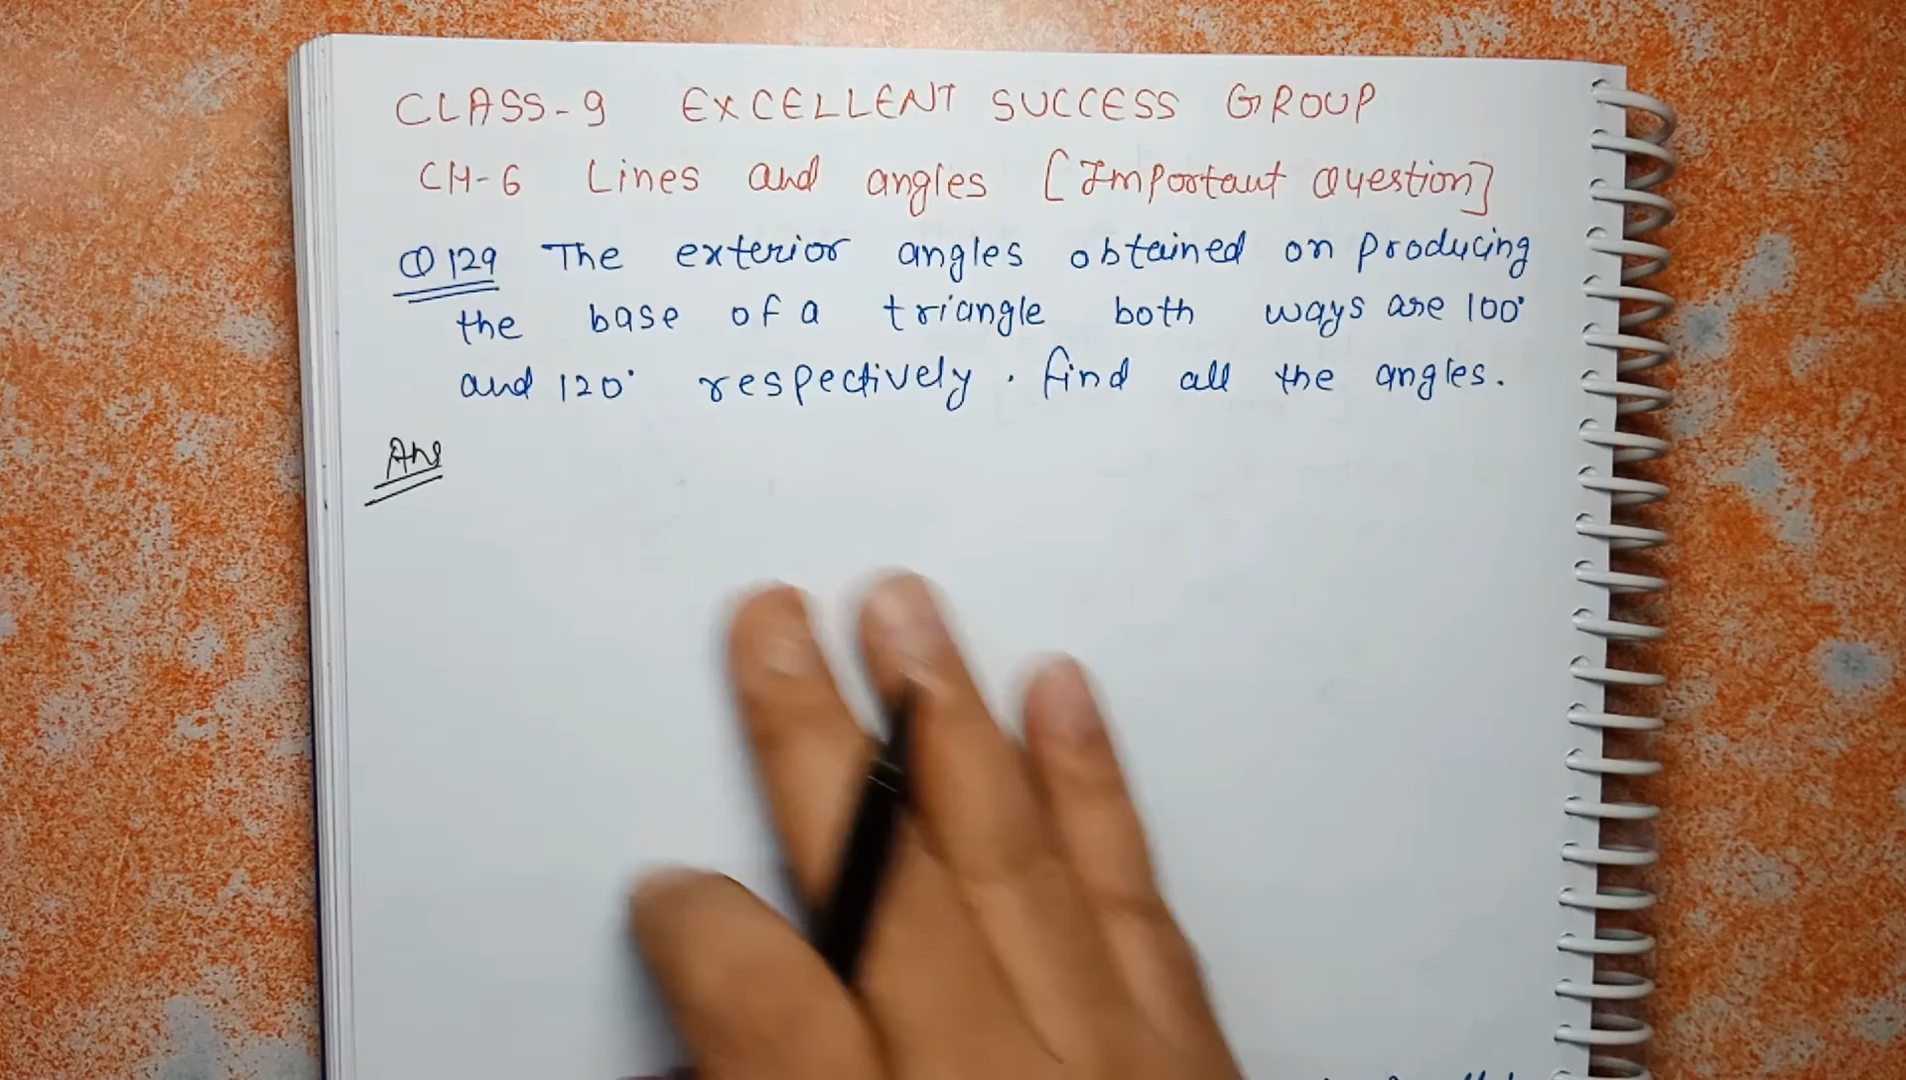 CLASS-9 EXCELLENT SUCCESS GROUP
CH-6 Lines and angles [Important Question]
Q129 The exterior angles obtained on producing
the base of a triangle both ways are 100°
and 120° respectively. find all the angles.
Ans